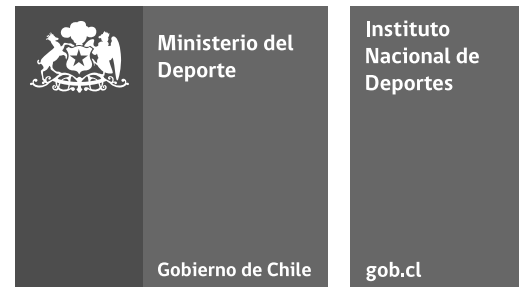 Ministerio del
Deporte
Gobierno de Chile
Instituto
Nacional de
Deportes
gob.cl